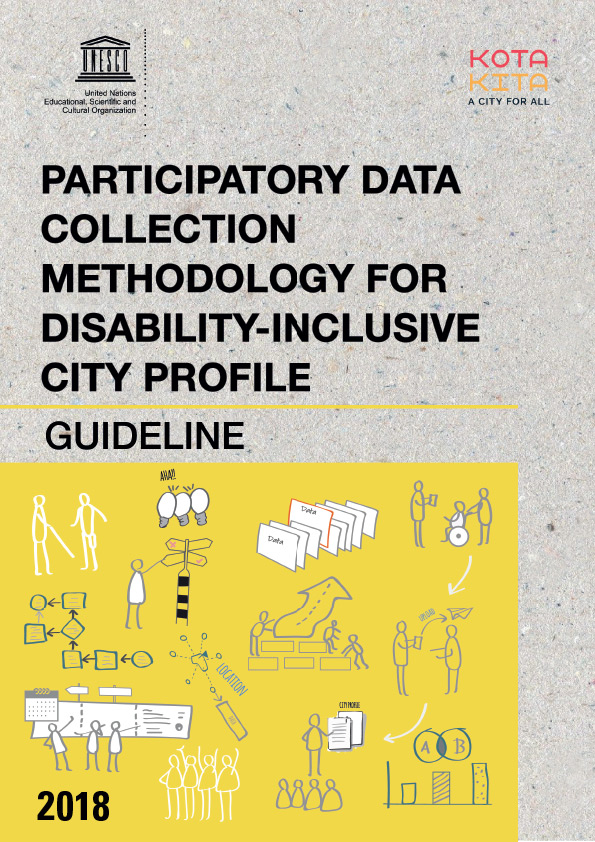 UNESCO
United Nations
Educational, Scientific and
Cultural Organization
KOTA
KITA
A CITY FOR ALL
PARTICIPATORY DATA
COLLECTION
METHODOLOGY FOR
DISABILITY-INCLUSIVE
CITY PROFILE
GUIDELINE
AHA!!
Data
Data
UPLOAD
LOCATION
CITY PROFILE
A B
2018